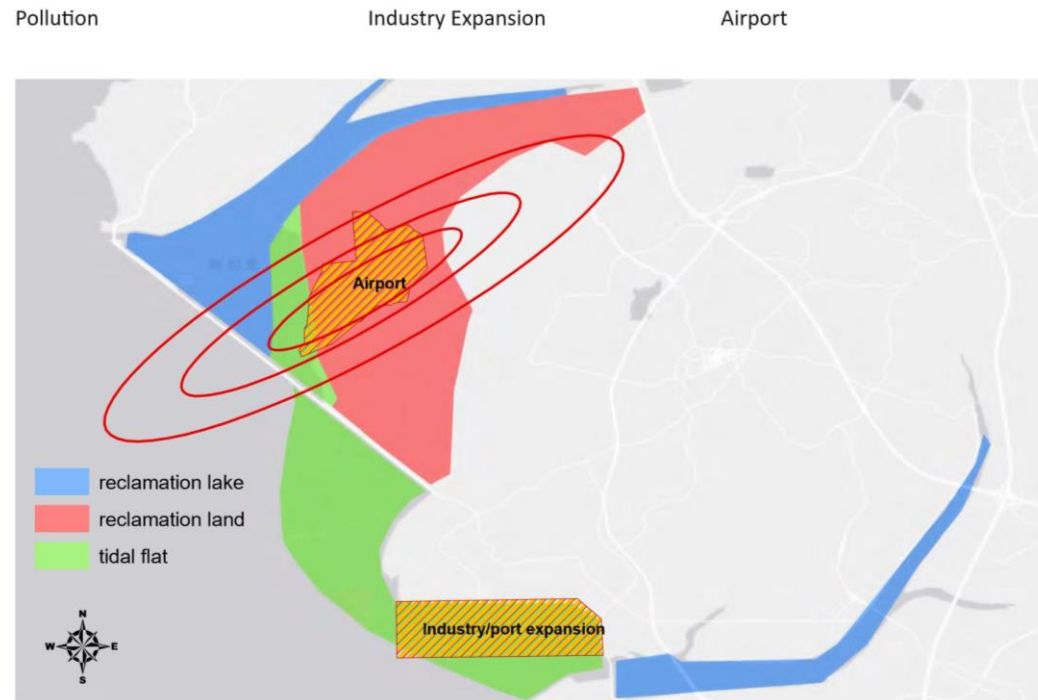 Pollution
Industry Expansion
Airport
Airport
reclamation lake
reclamation land
tidal flat
Industry/port expansion
N
W
E
S